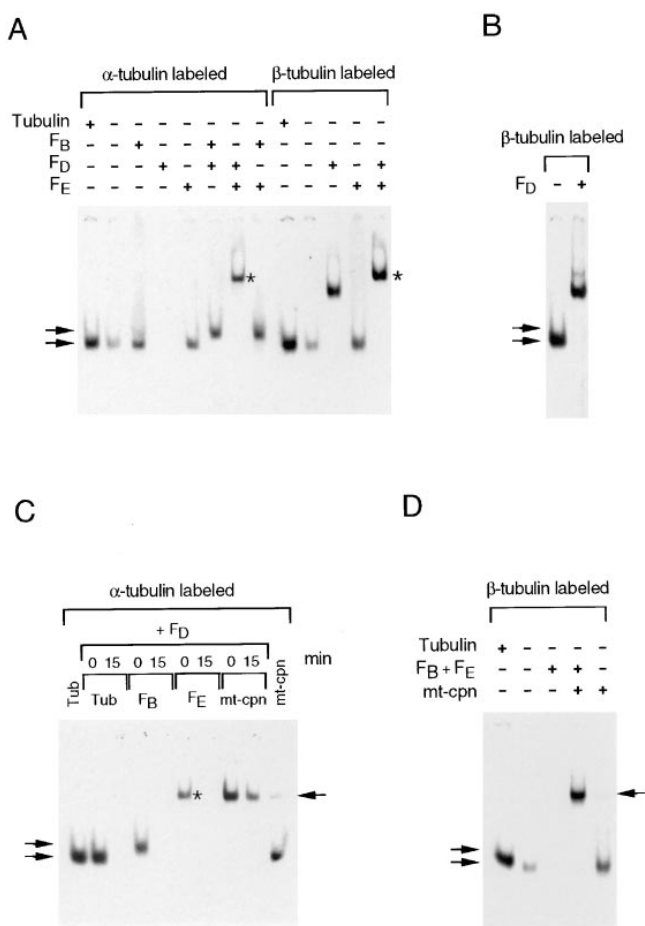 A
α-tubulin labeled β-tubulin labeled
Tubulin + - - - - - - - + - - - -
FB - - + - - + - + - - - - -
FD - - - + - + + - - - + - +
FE - - - - + - + + - - - + +
* *
B
β-tubulin labeled
FD - +
C
α-tubulin labeled
+ FD
0 15 0 15 0 15 0 15 min
Tub Tub FB FE mt-cpn mt-cpn
*
D
β-tubulin labeled
Tubulin + - - - -
FB + FE - - + + -
mt-cpn - - - + +